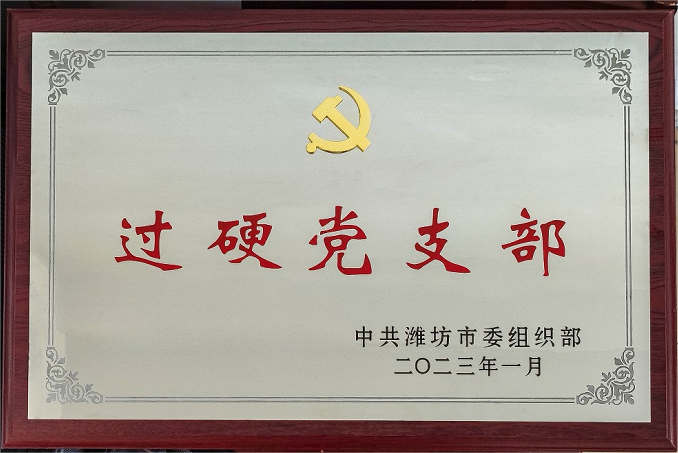 过硬党支部
中共潍坊市委组织部
二〇二三年一月